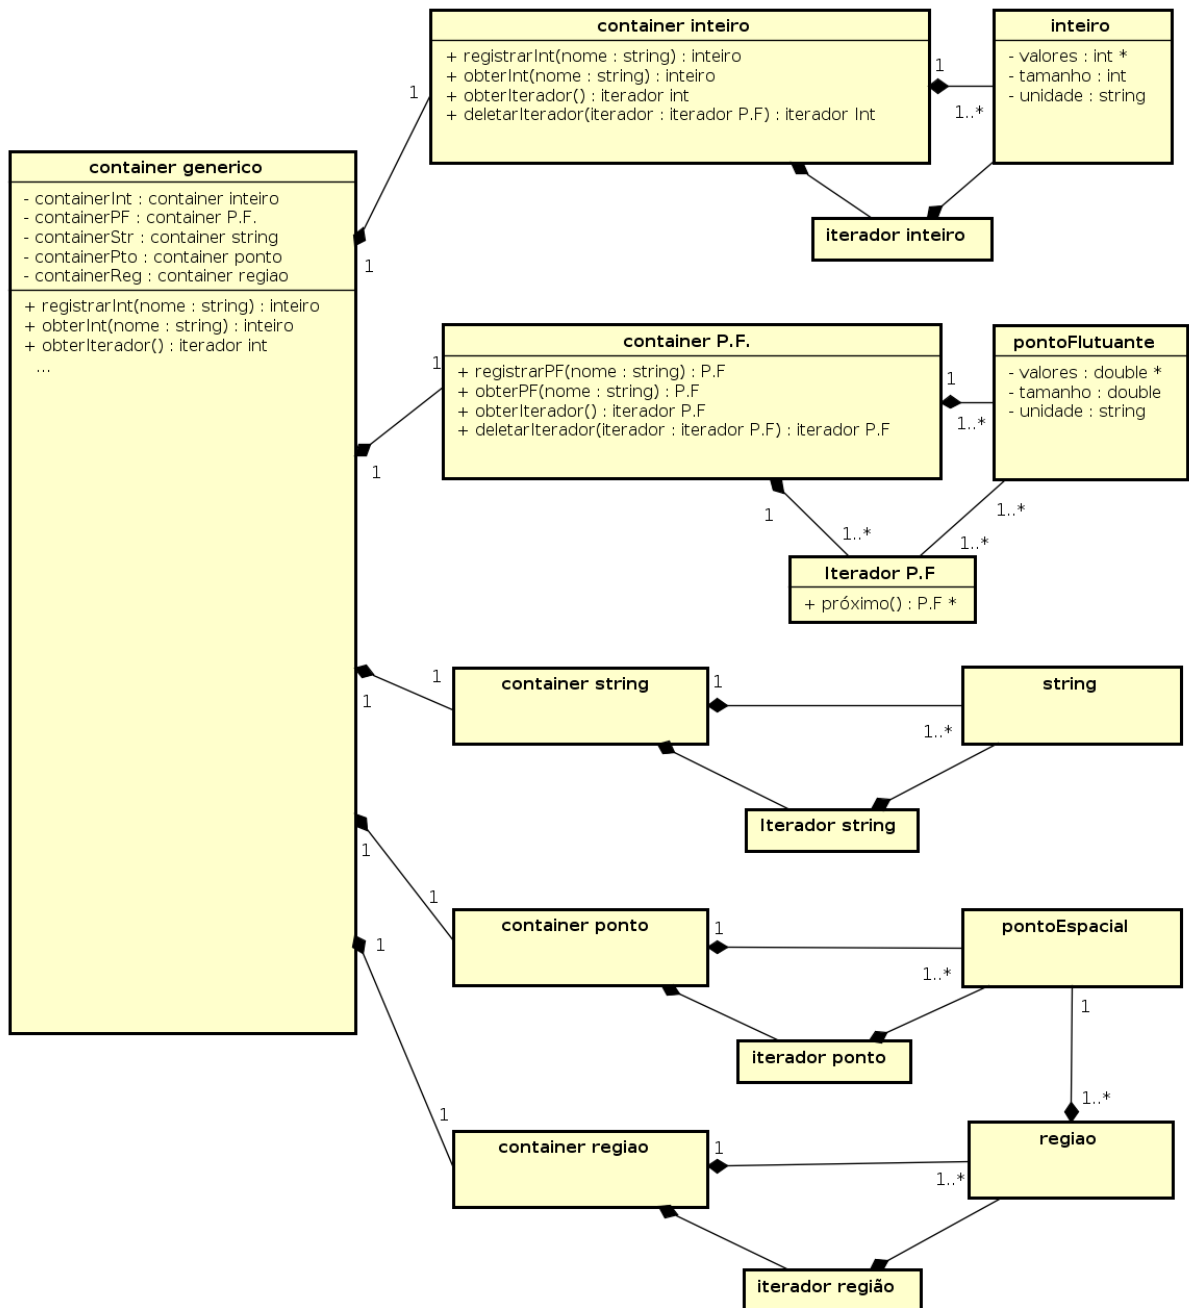 container inteiro
+ registrarInt(nome : string) : inteiro
+ obterInt(nome : string) : inteiro
+ obterIterador() : iterador int
+ deletarIterador(iterador : iterador P.F) : iterador Int
inteiro
- valores : int *
- tamanho : int
- unidade : string
1
1..*
1
1
iterador inteiro
container generico
- containerInt : container inteiro
- containerPF : container P.F.
- containerStr : container string
- containerPto : container ponto
- containerReg : container regiao
+ registrarInt(nome : string) : inteiro
+ obterInt(nome : string) : inteiro
+ obterIterador() : iterador int
...
container P.F.
+ registrarPF(nome : string) : P.F
+ obterPF(nome : string) : P.F
+ obterIterador() : iterador P.F
+ deletarIterador(iterador : iterador P.F) : iterador P.F
pontoFlutuante
- valores : double *
- tamanho : double
- unidade : string
1
1..*
1
1
1
1..*
1..*
1..*
Iterador P.F
+ próximo() : P.F *
container string
string
1
1
1
1..*
Iterador string
container ponto
pontoEspacial
1
1
1
1..*
iterador ponto
1
1..*
container regiao
regiao
1
1
1
1..*
iterador região